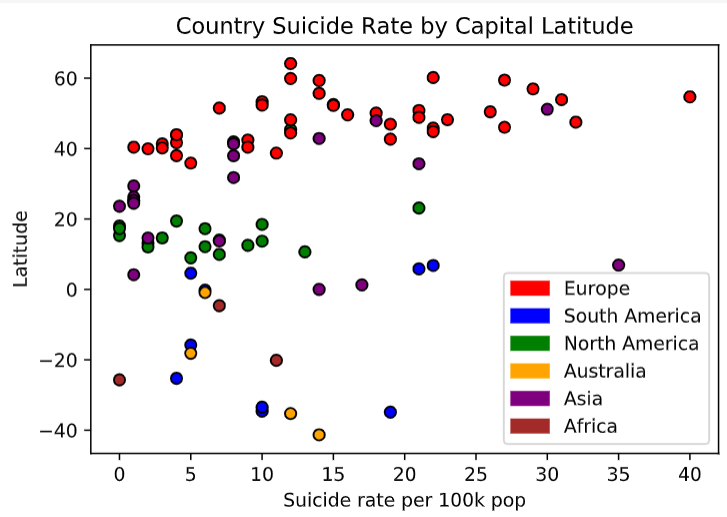 Country Suicide Rate by Capital Latitude
60
40
20
0
−20
−40
Latitude
Europe
South America
North America
Australia
Asia
Africa
0 5 10 15 20 25 30 35 40
Suicide rate per 100k pop